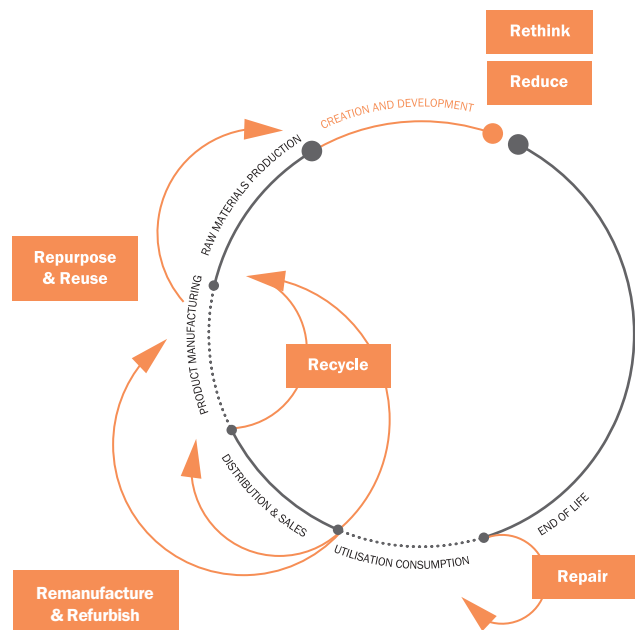 Rethink
Reduce
CREATION AND DEVELOPMENT
RAW MATERIALS PRODUCTION
Repurpose
& Reuse
PRODUCT MANUFACTURING
Recycle
DISTRIBUTION & SALES
UTILISATION CONSUMPTION
END OF LIFE
Repair
Remanufacture
& Refurbish